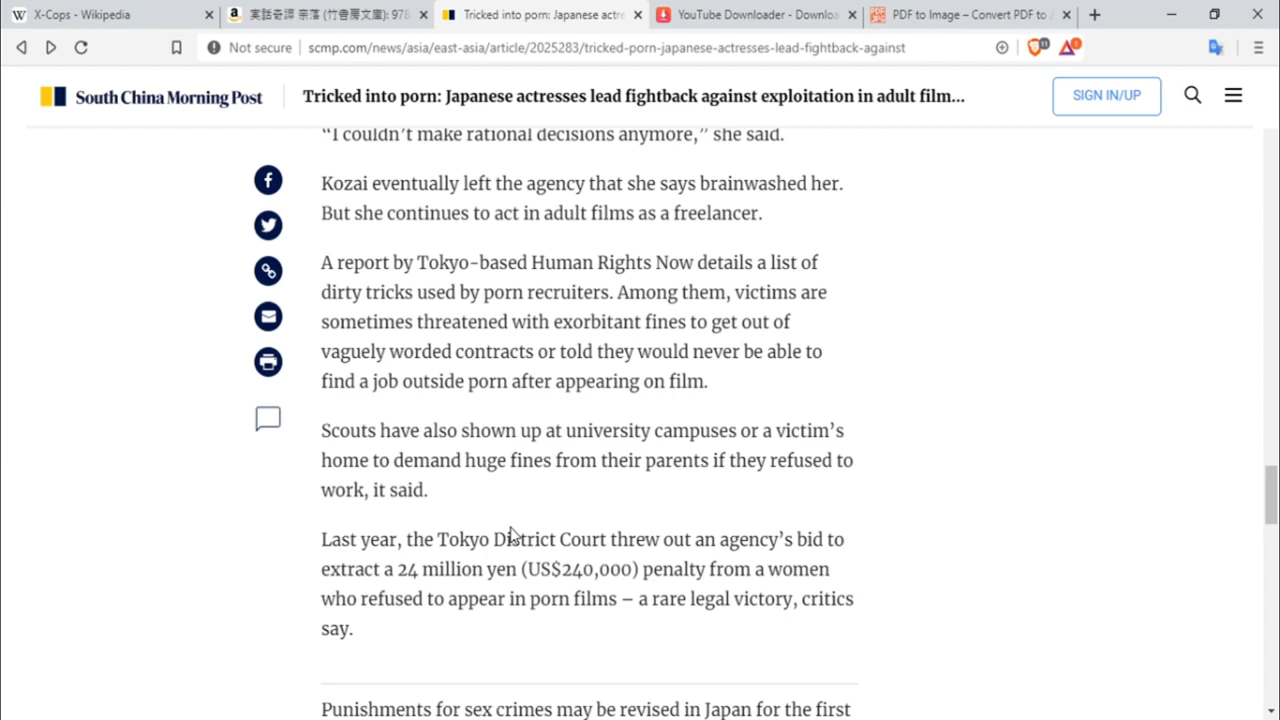 X-Cops - Wikipedia
実話奇譚 奈落 (竹書房文庫): 978
Tricked into porn: Japanese actre
YouTube Downloader - Downloa
PDF to Image – Convert PDF to J
Not secure
scmp.com/news/asia/east-asia/article/2025283/tricked-porn-japanese-actresses-lead-fightback-against
South China Morning Post
Tricked into porn: Japanese actresses lead fightback against exploitation in adult film...
SIGN IN/UP
“I couldn’t make rational decisions anymore,” she said.
Kozai eventually left the agency that she says brainwashed her.
But she continues to act in adult films as a freelancer.
A report by Tokyo-based Human Rights Now details a list of
dirty tricks used by porn recruiters. Among them, victims are
sometimes threatened with exorbitant fines to get out of
vaguely worded contracts or told they would never be able to
find a job outside porn after appearing on film.
Scouts have also shown up at university campuses or a victim’s
home to demand huge fines from their parents if they refused to
work, it said.
Last year, the Tokyo District Court threw out an agency’s bid to
extract a 24 million yen (US$240,000) penalty from a women
who refused to appear in porn films – a rare legal victory, critics
say.
Punishments for sex crimes may be revised in Japan for the first